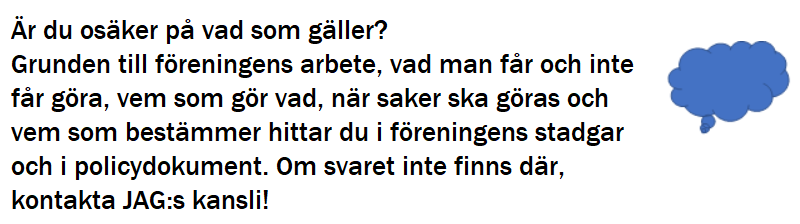 Är du osäker på vad som gäller?
Grunden till föreningens arbete, vad man får och inte
får göra, vem som gör vad, när saker ska göras och
vem som bestämmer hittar du i föreningens stadgar
och i policydokument. Om svaret inte finns där,
kontakta JAG:s kansli!